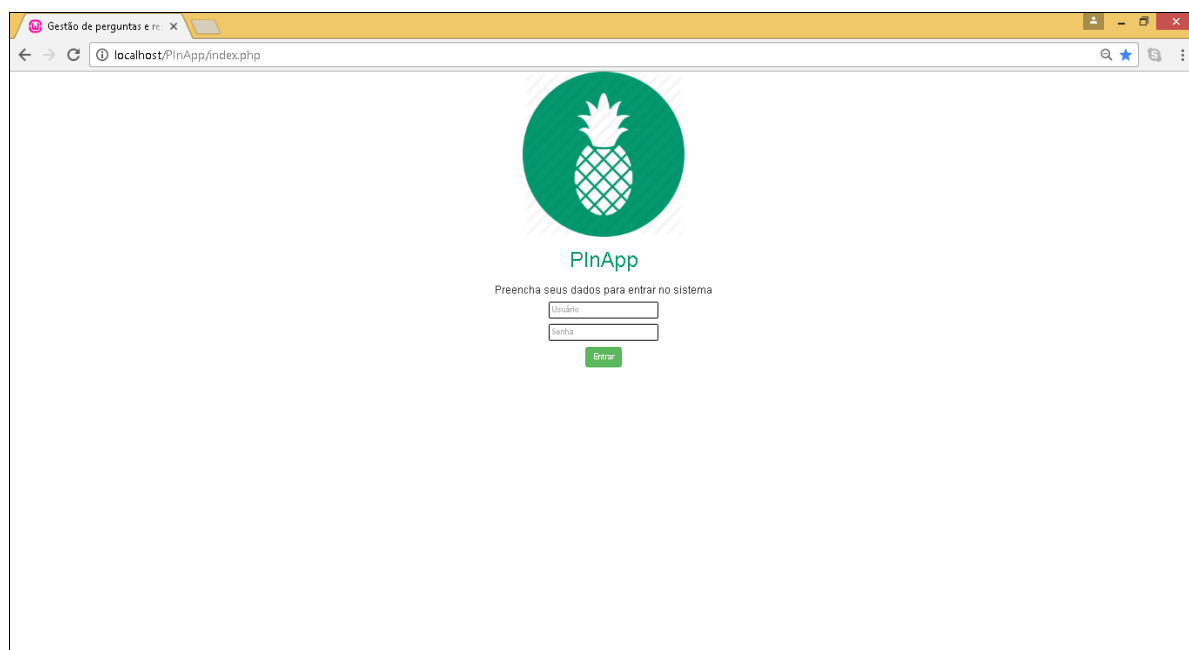 Gestão de perguntas e re
localhost/PInApp/index.php
PInApp
Preencha seus dados para entrar no sistema
Usuário
Senha
Entrar